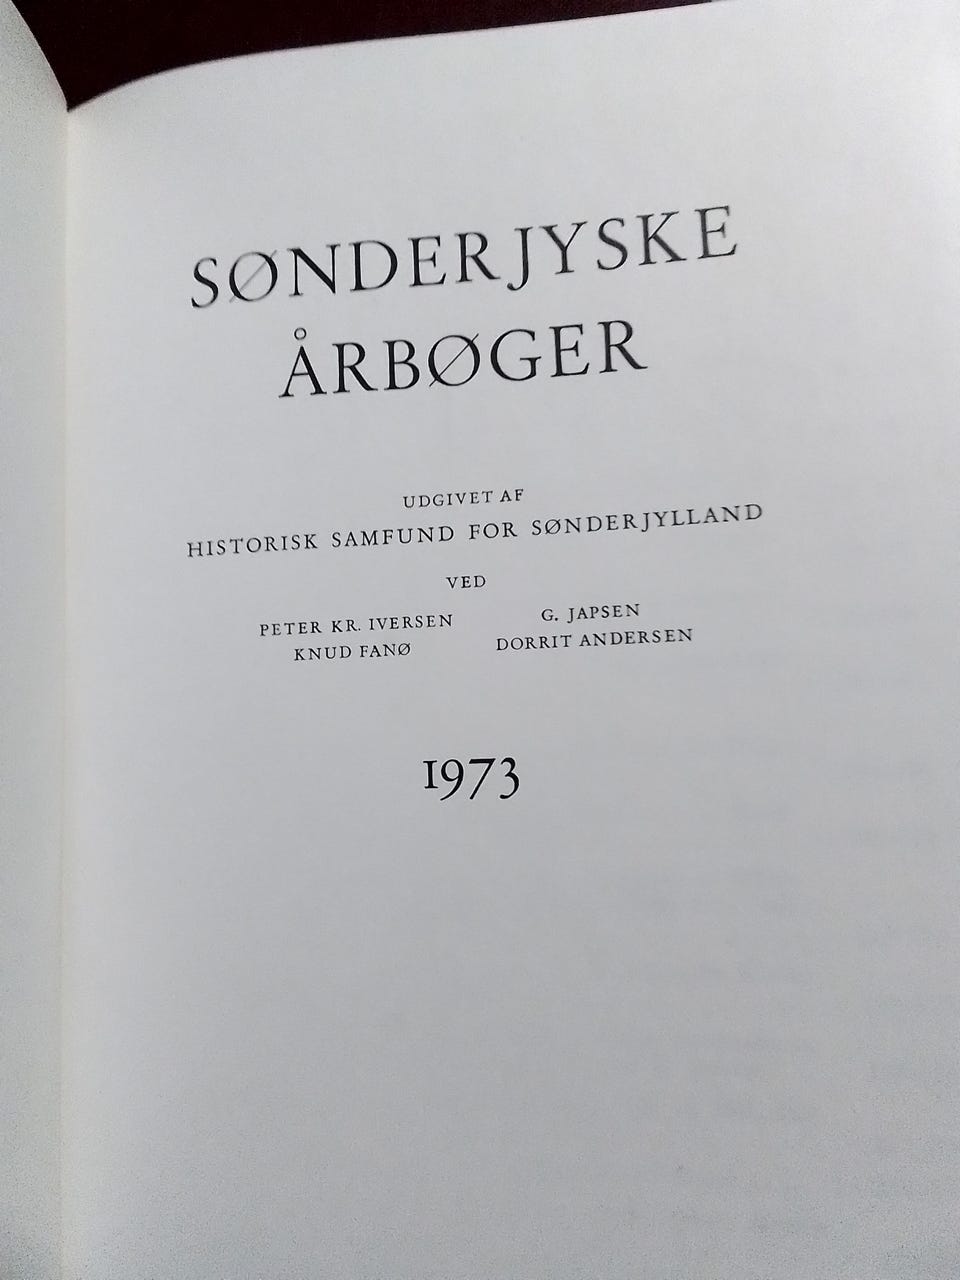 SØNDERJYSKE
ÅRBØGER
UDGIVET AF
HISTORISK SAMFUND FOR SØNDERJYLLAND
VED
PETER KR. IVERSEN
KNUD FANØ
G. JAPSEN
DORRIT ANDERSEN
1973